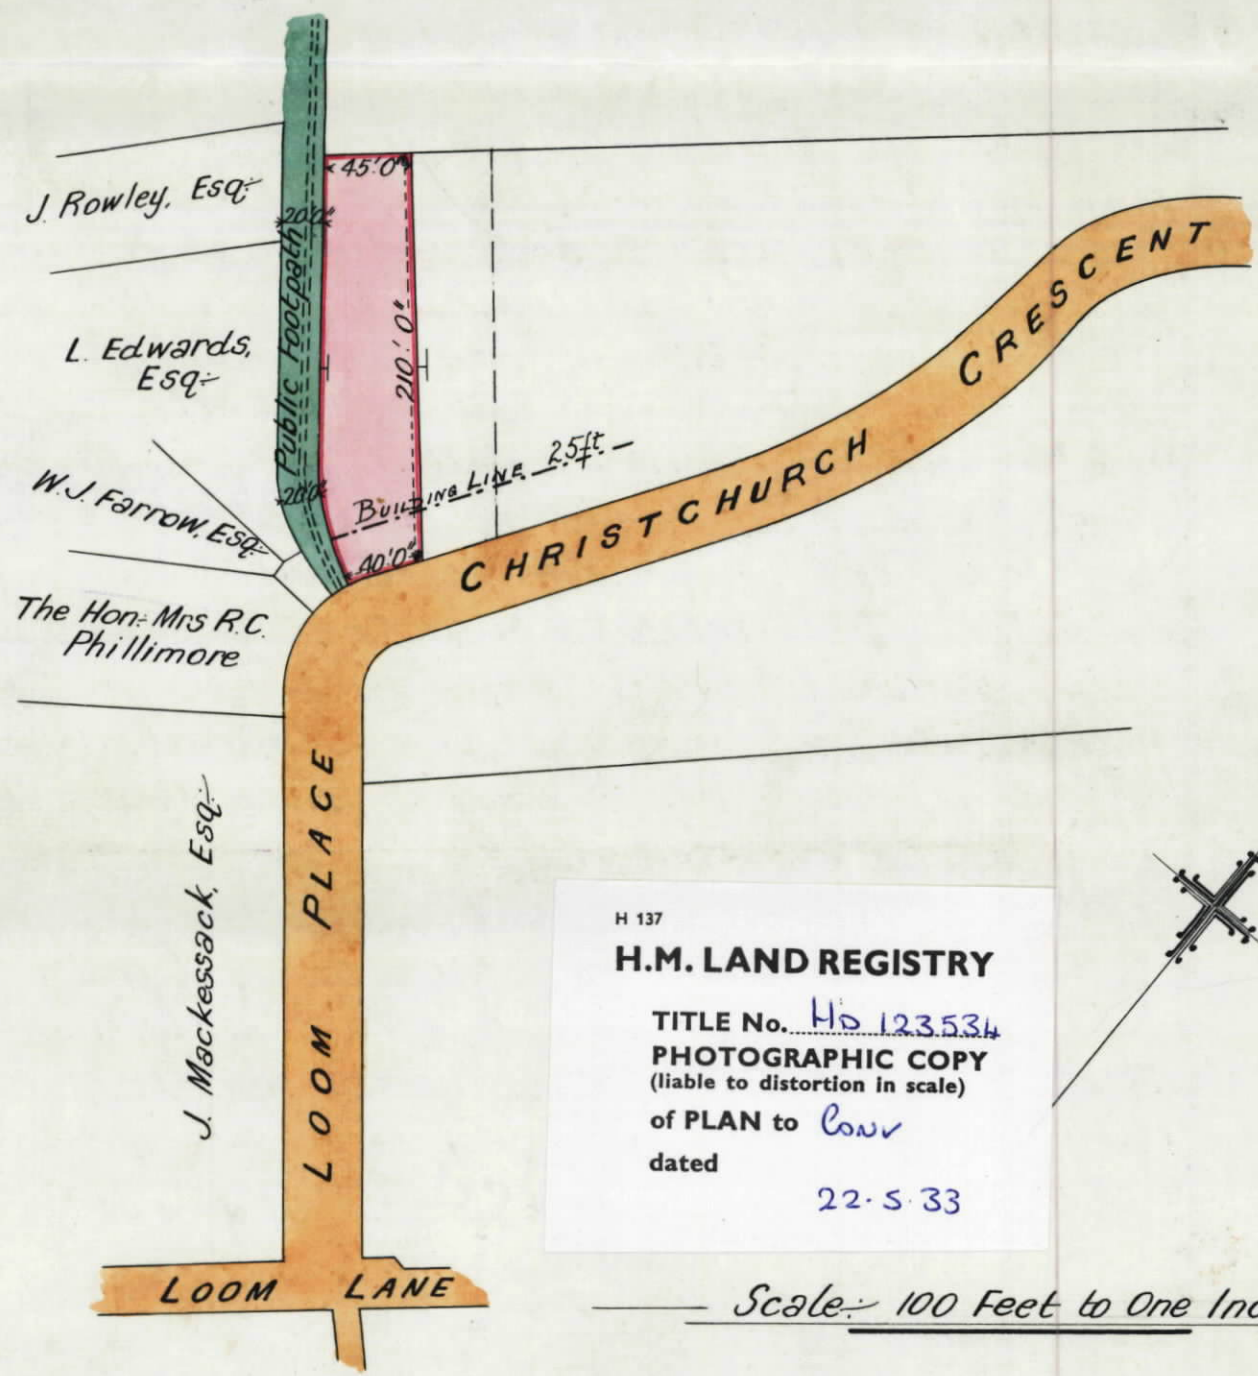 45'.0"
J. Rowley, Esq:-
20'.0"
Public Footpath
L. Edwards,
Esq:-
210'. 0"
W.J. Farrow, Esq:-
20'.0"
BUILDING LINE 25ft
40'.0"
The Hon: Mrs R.C.
Phillimore
CHRISTCHURCH CRESCENT
J. Mackessack, Esq:-
LOOM PLACE
H 137
H.M. LAND REGISTRY
TITLE No. HD 123534
PHOTOGRAPHIC COPY
(liable to distortion in scale)
of PLAN to Conv
dated
22.5.33
LOOM LANE
Scale:- 100 Feet to One Inc